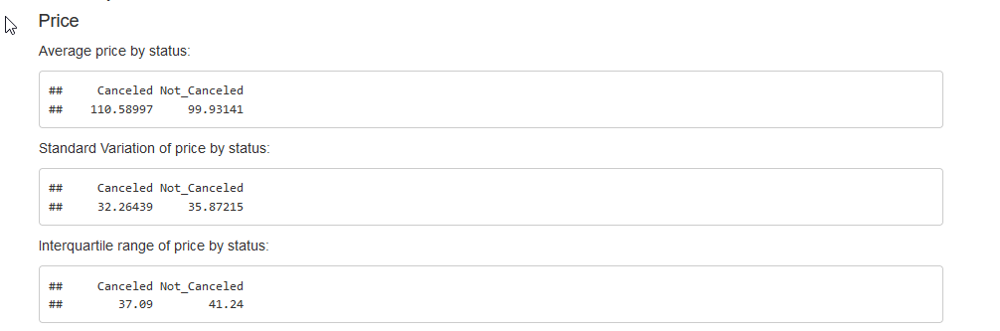 Price
Average price by status:
##     Canceled Not_Canceled
##    110.58997     99.93141
Standard Variation of price by status:
##     Canceled Not_Canceled
##     32.26439     35.87215
Interquartile range of price by status:
##     Canceled Not_Canceled
##        37.09        41.24